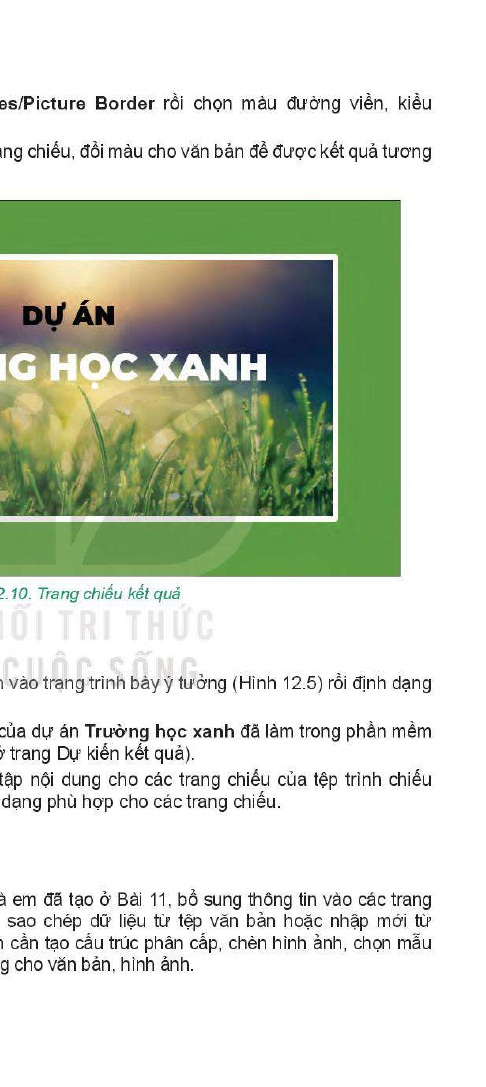 es/Picture Border rồi chọn màu đường viền, kiểu
ang chiếu, đổi màu cho văn bản để được kết quả tương
DỰ ÁN
NG HỌC XANH
2.10. Trang chiếu kết quả
NỐI TRI THỨC
CUỘC SỐNG
n vào trang trình bày ý tưởng (Hình 12.5) rồi định dạng
của dự án Trường học xanh đã làm trong phần mềm
ở trang Dự kiến kết quả).
tập nội dung cho các trang chiếu của tệp trình chiếu
dạng phù hợp cho các trang chiếu.
à em đã tạo ở Bài 11, bổ sung thông tin vào các trang
sao chép dữ liệu từ tệp văn bản hoặc nhập mới từ
n cần tạo cấu trúc phân cấp, chèn hình ảnh, chọn mẫu
g cho văn bản, hình ảnh.